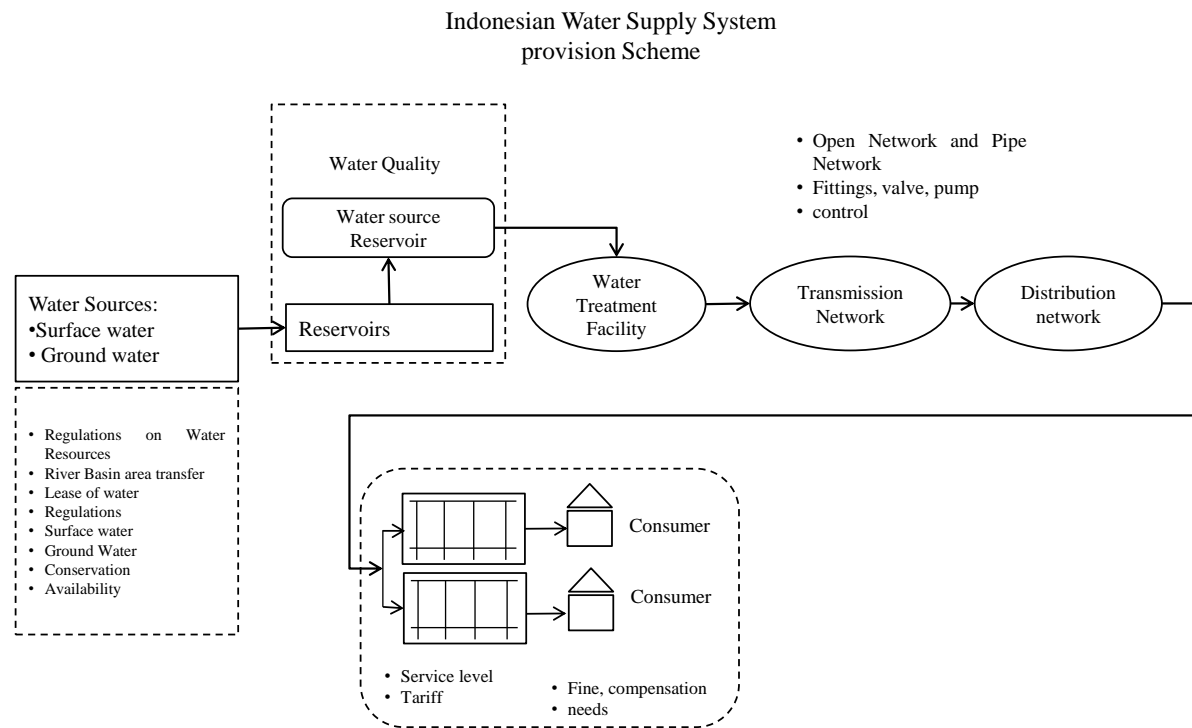 Indonesian Water Supply System
provision Scheme
Water Quality
Water source
Reservoir
Reservoirs
Water Sources:
•Surface water
• Ground water
• Regulations on Water
Resources
• River Basin area transfer
• Lease of water
• Regulations
• Surface water
• Ground Water
• Conservation
• Availability
Water
Treatment
Facility
• Open Network and Pipe
Network
• Fittings, valve, pump
• control
Transmission
Network
Distribution
network
Consumer
Consumer
• Service level
• Tariff
• Fine, compensation
• needs